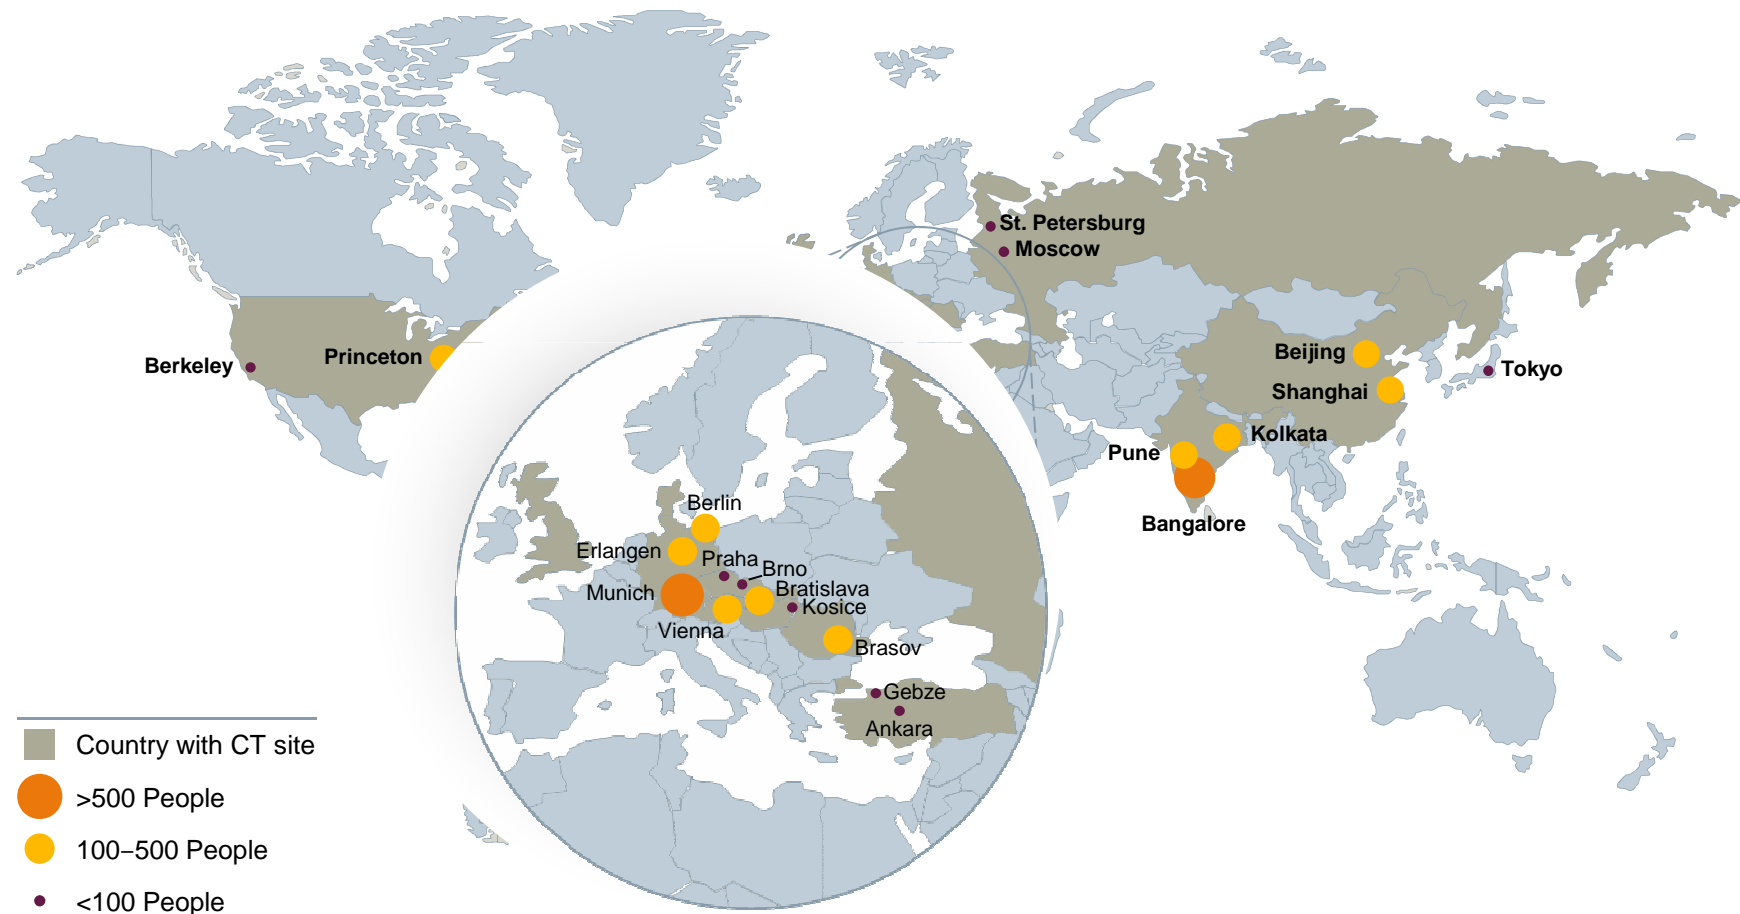 St. Petersburg
Moscow
Berkeley
Princeton
Beijing
Tokyo
Shanghai
Kolkata
Pune
Bangalore
Berlin
Erlangen
Praha
Brno
Munich
Bratislava
Kosice
Vienna
Brasov
Gebze
Ankara
Country with CT site
>500 People
100–500 People
<100 People